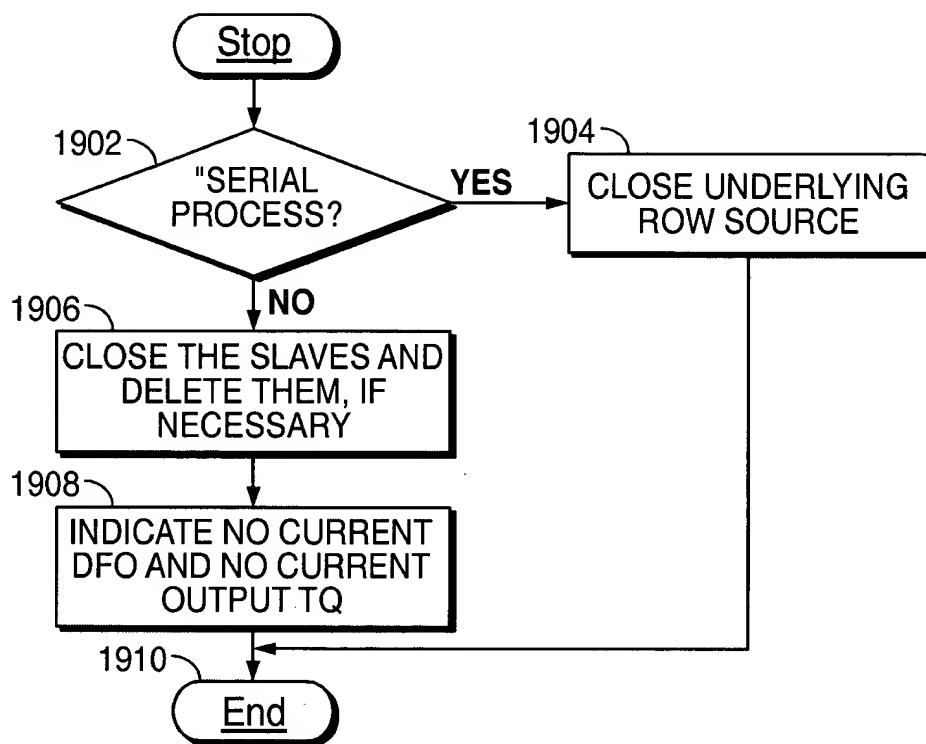 Stop
1902
"SERIAL
PROCESS?
YES
1904
CLOSE UNDERLYING
ROW SOURCE
NO
1906
CLOSE THE SLAVES AND
DELETE THEM, IF
NECESSARY
1908
INDICATE NO CURRENT
DFO AND NO CURRENT
OUTPUT TQ
1910
End